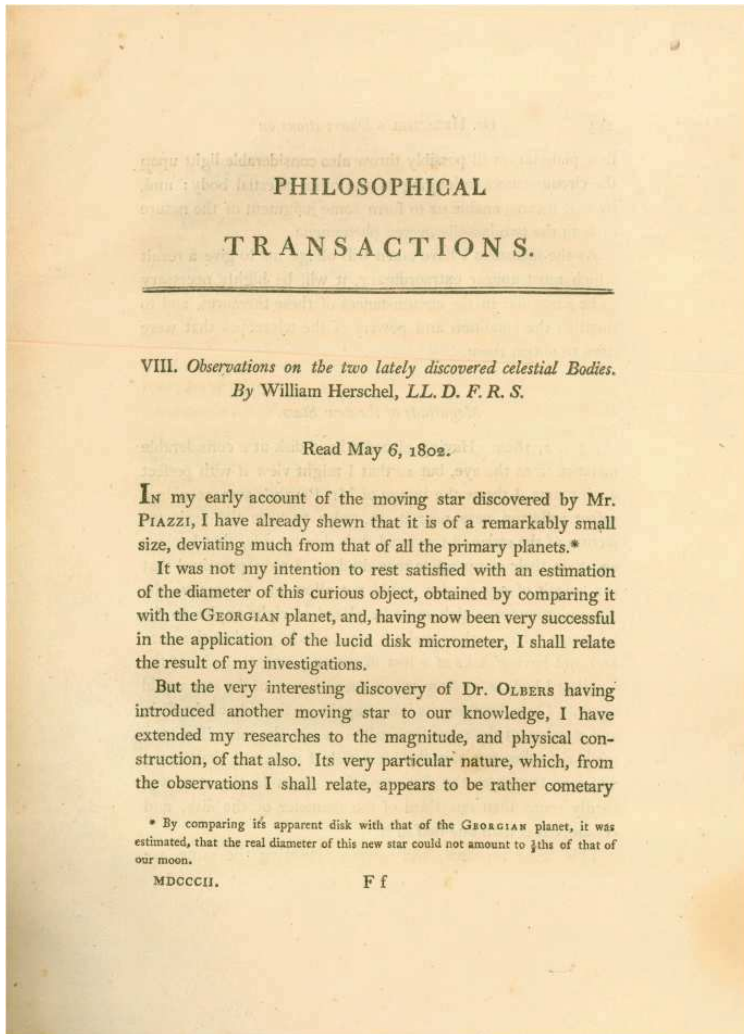 PHILOSOPHICAL
TRANSACTIONS.
VIII. Observations on the two lately discovered celestial Bodies.
By William Herschel, LL. D. F. R. S.
Read May 6, 1802.
IN my early account of the moving star discovered by Mr.
PIAZZI, I have already shewn that it is of a remarkably small
size, deviating much from that of all the primary planets.*
It was not my intention to rest satisfied with an estimation
of the diameter of this curious object, obtained by comparing it
with the GEORGIAN planet, and, having now been very successful
in the application of the lucid disk micrometer, I shall relate
the result of my investigations.
But the very interesting discovery of Dr. OLBERS having
introduced another moving star to our knowledge, I have
extended my researches to the magnitude, and physical con-
struction, of that also. Its very particular nature, which, from
the observations I shall relate, appears to be rather cometary
* By comparing its apparent disk with that of the GEORGIAN planet, it was
estimated, that the real diameter of this new star could not amount to ths of that of
our moon.
MDCCCII. F f